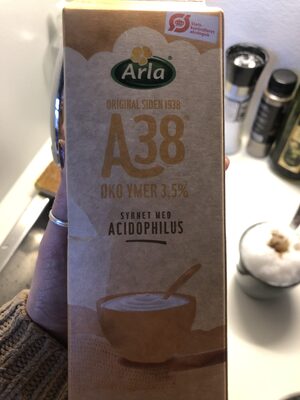 Arla
ORIGINAL SIDEN 1938
A38®
ØKO YMER 3,5%
SYRNET MED
ACIDOPHILUS